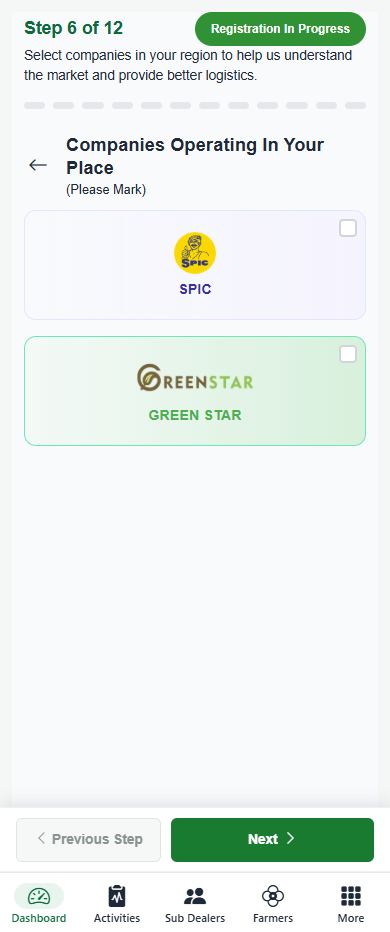 Step 6 of 12
Registration In Progress
Select companies in your region to help us understand
the market and provide better logistics.
Companies Operating In Your
Place
(Please Mark)
SPIC
SPIC
GREENSTAR
GREEN STAR
Previous Step
Next
Dashboard
Activities
Sub Dealers
Farmers
More